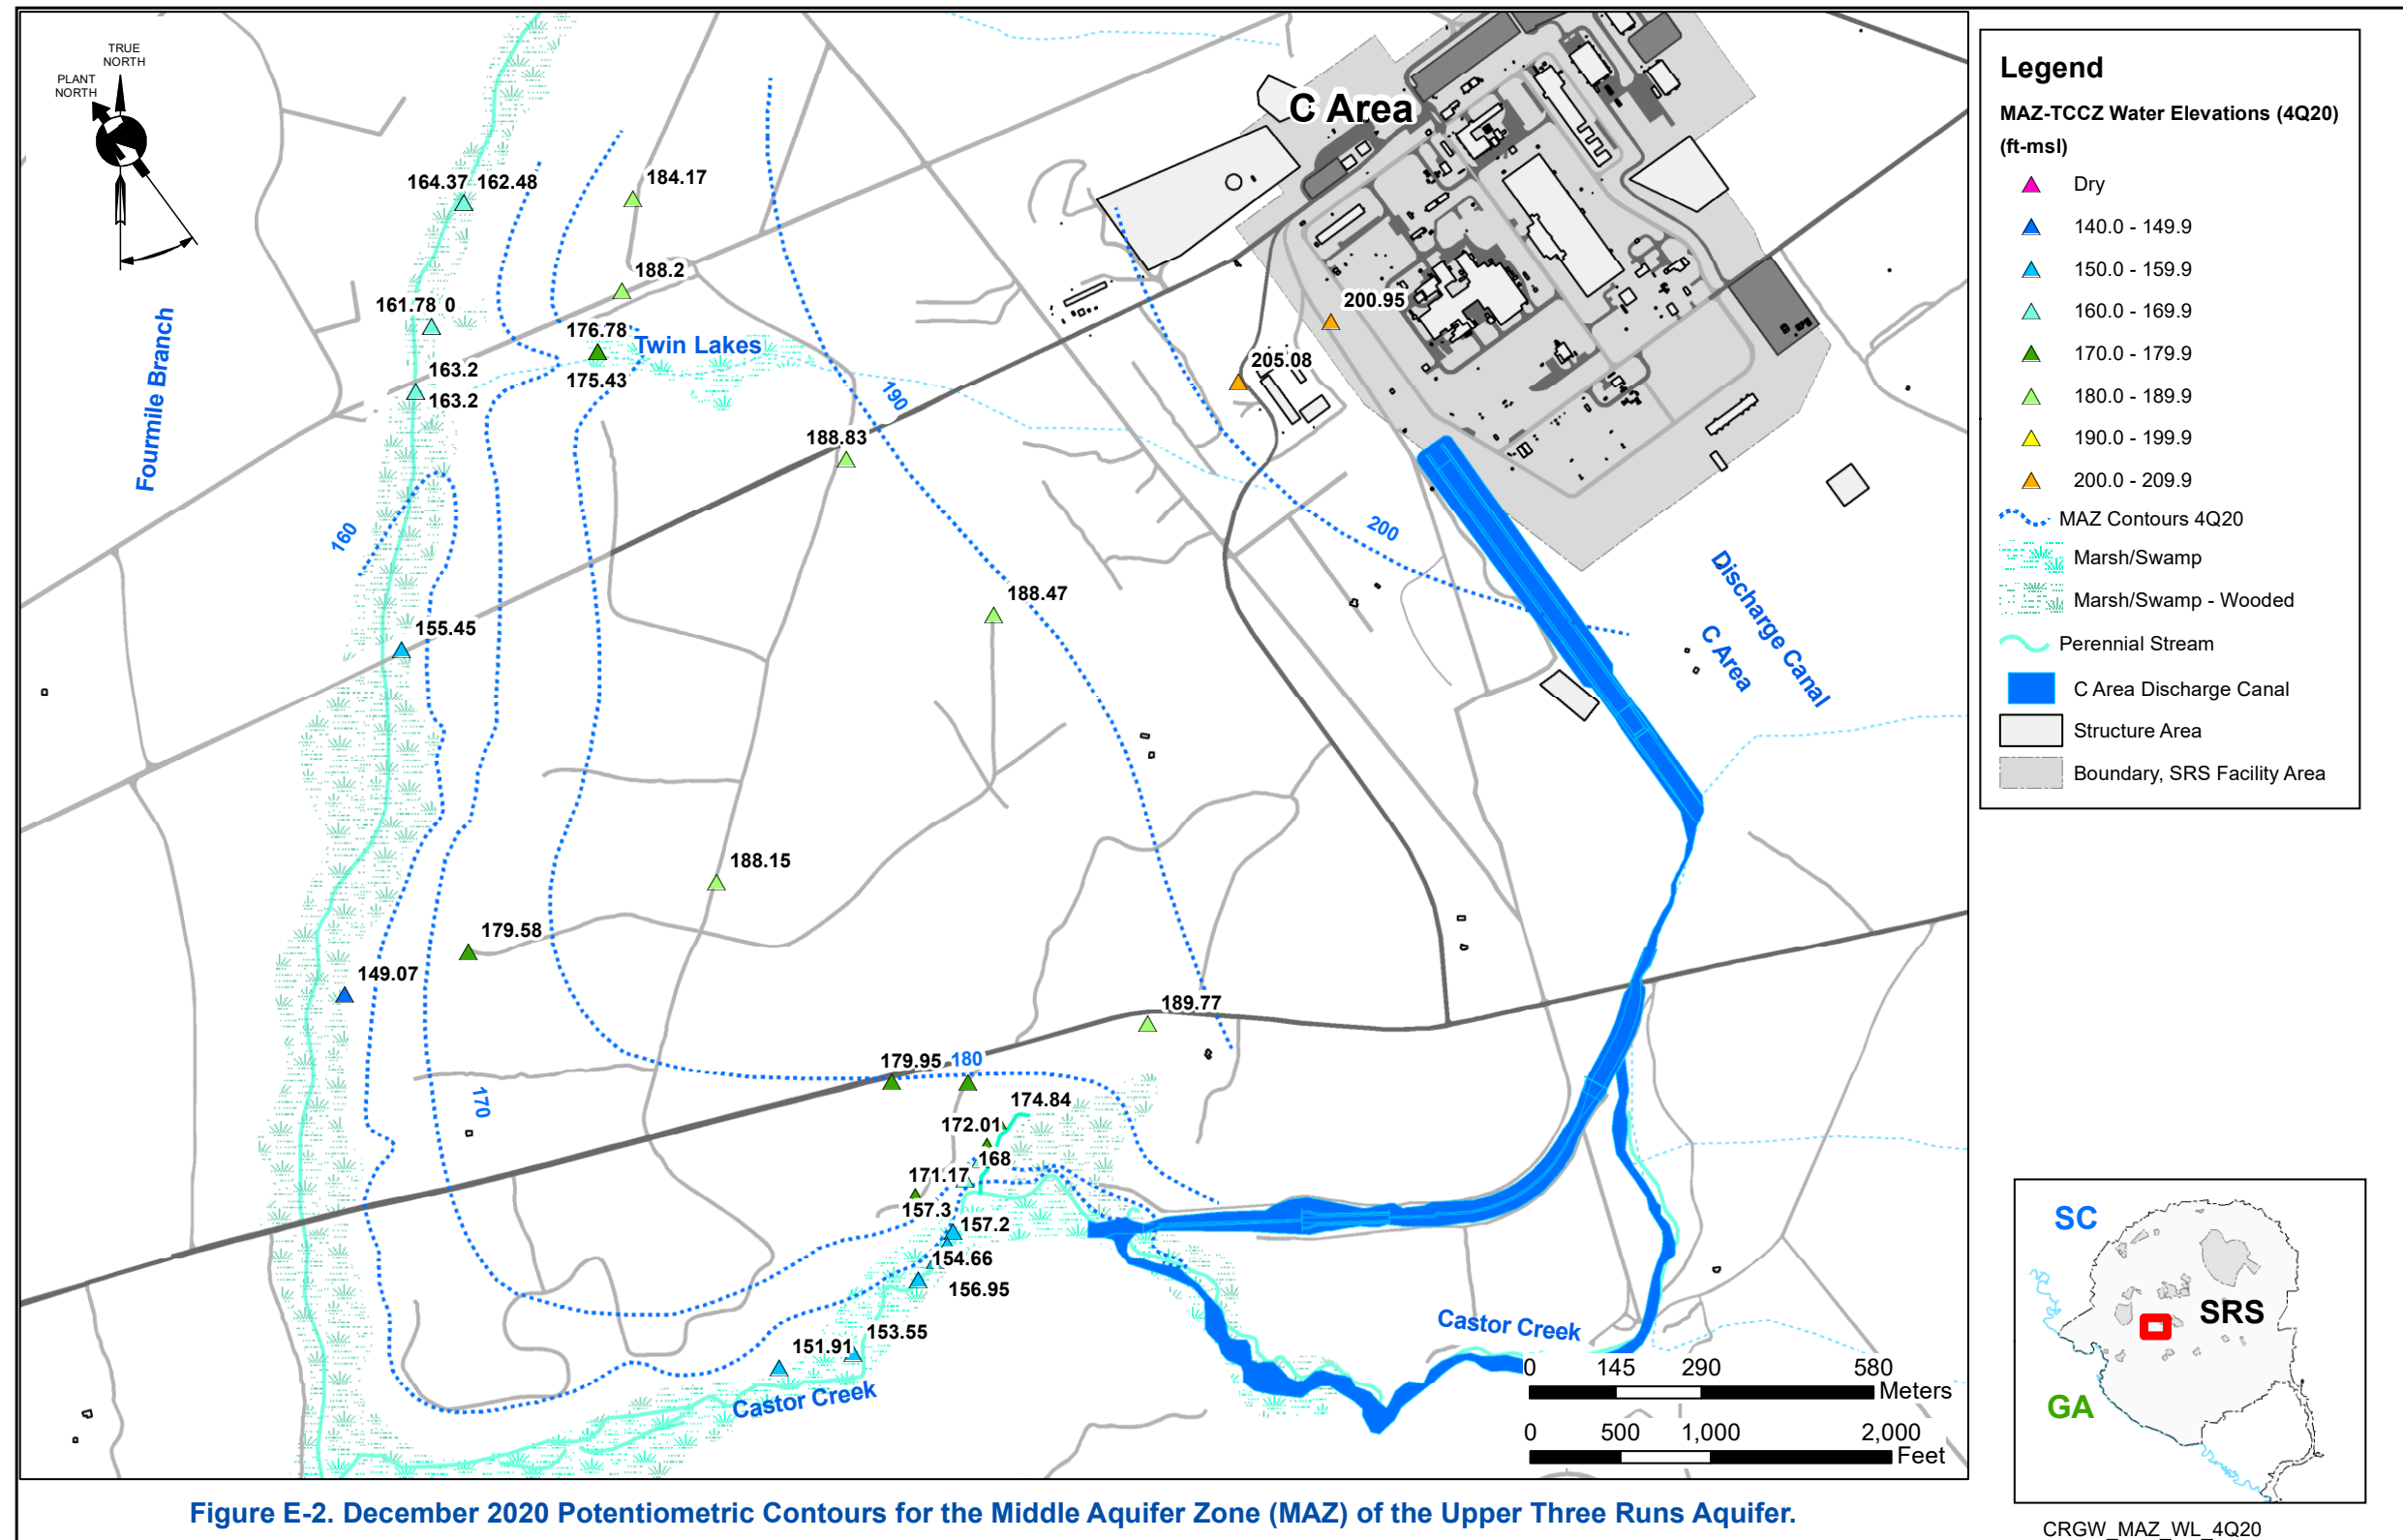 TRUE
NORTH
PLANT
NORTH
C Area
164.37 162.48
184.17
188.2
161.78 0
176.78
Twin Lakes
175.43
163.2
163.2
Fourmile Branch
190
200.95
205.08
188.83
160
200
155.45
188.47
Discharge Canal
C Area
188.15
179.58
149.07
189.77
179.95
180
170
174.84
172.01
168
171.17
157.3
157.2
154.66
156.95
153.55
151.91
Castor Creek
Castor Creek
0 145 290 580
Meters
0 500 1,000 2,000
Feet
Legend
MAZ-TCCZ Water Elevations (4Q20)
(ft-msl)
Dry
140.0 - 149.9
150.0 - 159.9
160.0 - 169.9
170.0 - 179.9
180.0 - 189.9
190.0 - 199.9
200.0 - 209.9
MAZ Contours 4Q20
Marsh/Swamp
Marsh/Swamp - Wooded
Perennial Stream
C Area Discharge Canal
Structure Area
Boundary, SRS Facility Area
SC
SRS
GA
Figure E-2. December 2020 Potentiometric Contours for the Middle Aquifer Zone (MAZ) of the Upper Three Runs Aquifer.
CRGW_MAZ_WL_4Q20